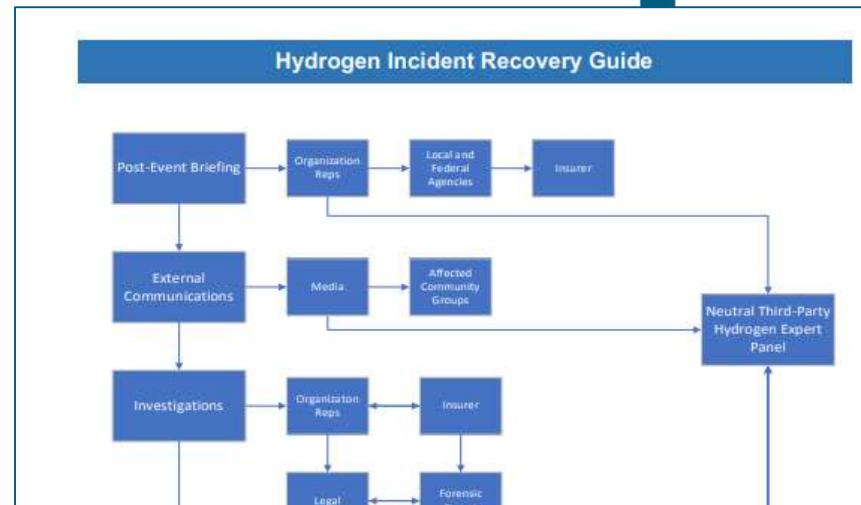 Hydrogen Incident Recovery Guide
Post-Event Briefing
Organization
Reps
Local and
Federal
Agencies
Insurer
External
Communications
Media
Affected
Community
Groups
Neutral Third-Party
Hydrogen Expert
Panel
Investigations
Organizaton
Reps
Insurer
Legal
Forensic